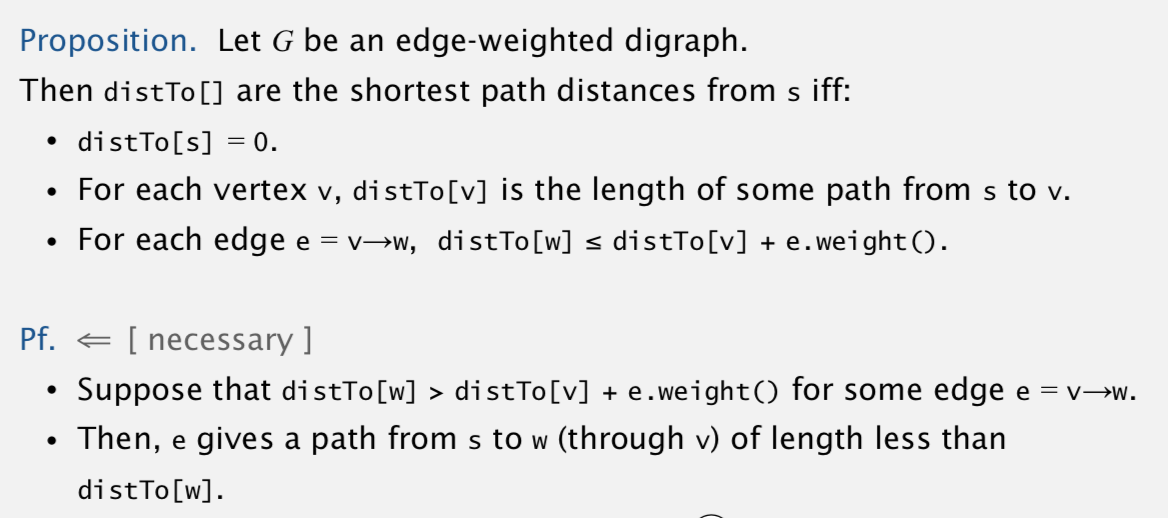 Proposition. Let G be an edge-weighted digraph.
Then distTo[] are the shortest path distances from s iff:
• distTo[s] = 0.
• For each vertex v, distTo[v] is the length of some path from s to v.
• For each edge e = v→w, distTo[w] ≤ distTo[v] + e.weight().
Pf. ⇐ [ necessary ]
• Suppose that distTo[w] > distTo[v] + e.weight() for some edge e = v→w.
• Then, e gives a path from s to w (through v) of length less than
distTo[w].